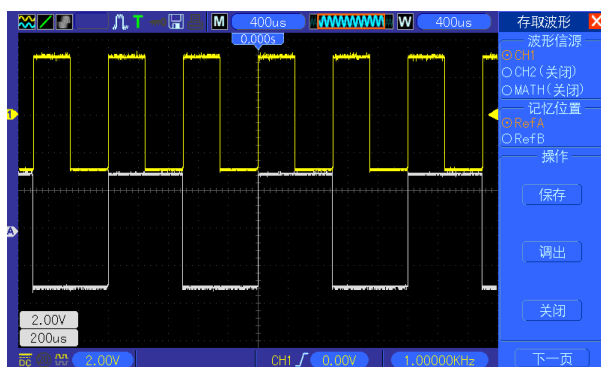 T M 400us W 400us 存取波形
0.000s
波形信源
CH1
CH2(关闭)
MATH(关闭)
记忆位置
RefA
RefB
操作
保存
调出
关闭
下一页
1
A
2.00V
200us
DC 2.00V CH1 0.00V 1.00000KHz